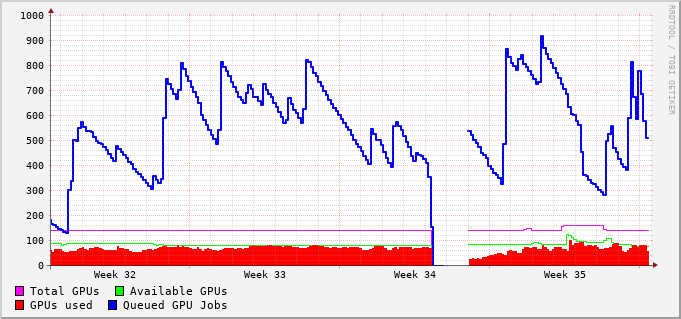 1000
900
800
700
600
500
400
300
200
100
0
Week 32 Week 33 Week 34 Week 35
Total GPUs Available GPUs
GPUs used Queued GPU Jobs
RRDTOOL / TOBI OETIKER